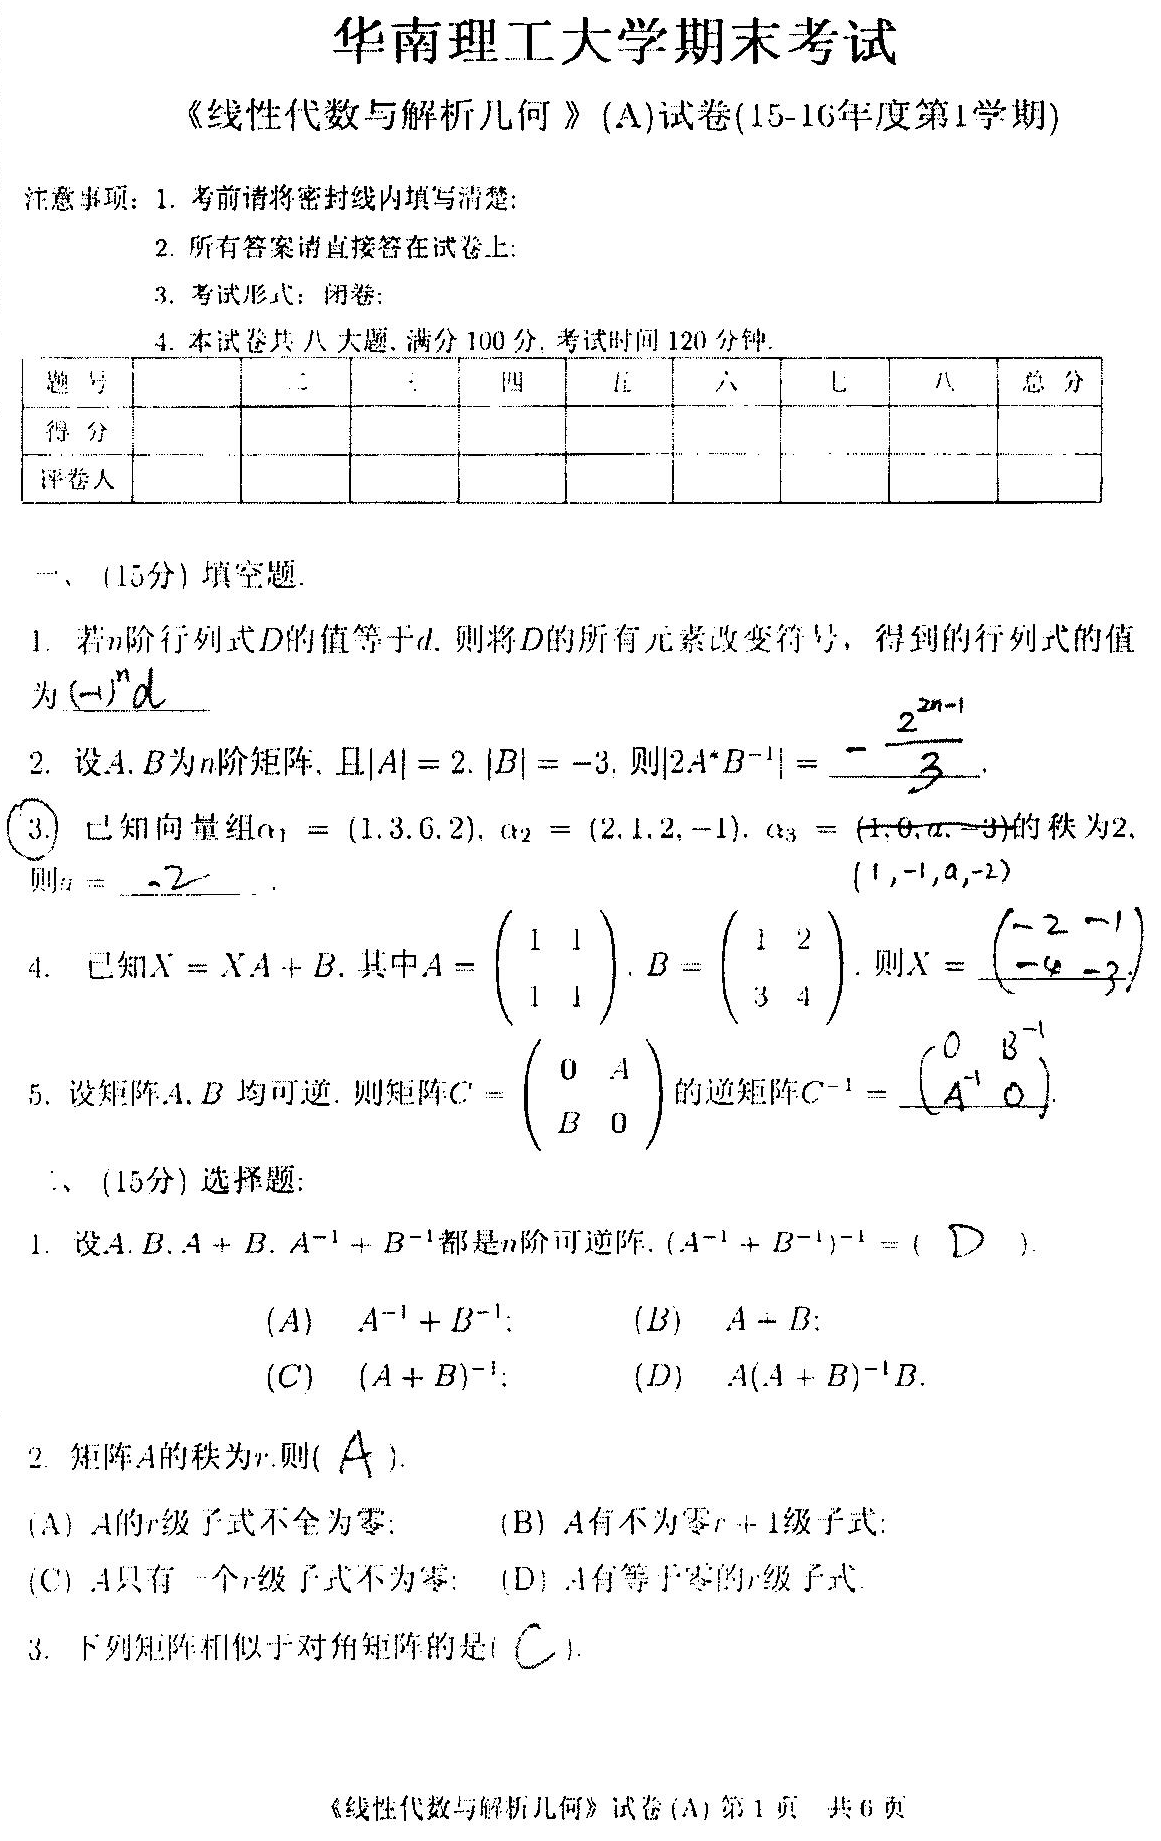 华南理工大学期末考试
《线性代数与解析几何》(A)试卷(15-16年度第1学期)
注意事项: 1. 考前请将密封线内填写清楚;
2. 所有答案请直接答在试卷上;
3. 考试形式: 闭卷;
4. 本试卷共 八 大题, 满分 100 分, 考试时间 120 分钟.
题 号 二 四 五 六 七 八 总 分
得 分
评卷人
一、 (15分) 填空题.
1. 若n阶行列式D的值等于d, 则将D的所有元素改变符号, 得到的行列式的值
为 (-1)^n d
2. 设A, B为n阶矩阵, 且|A| = 2, |B| = -3, 则|2A*B⁻¹| = - 2^{2n-1}/3 .
3. 已知向量组α₁ = (1,3,6,2), α₂ = (2,1,2,-1), α₃ = (1,0,a,-3)的秩为2,
(1,-1,a,-2)
则a = -2 .
4. 已知X = XA + B, 其中A = (1 1; 1 1), B = (1 2; 3 4), 则X = (-2 -1; -4 -3).
5. 设矩阵A, B 均可逆, 则矩阵C = (0 A; B 0)的逆矩阵C⁻¹ = (0 B⁻¹; A⁻¹ 0).
二、 (15分) 选择题:
1. 设A, B, A + B, A⁻¹ + B⁻¹都是n阶可逆阵, (A⁻¹ + B⁻¹)⁻¹ = ( D ).
(A) A⁻¹ + B⁻¹; (B) A + B;
(C) (A + B)⁻¹; (D) A(A + B)⁻¹B.
2. 矩阵A的秩为r,则( A ).
(A) A的r级子式不全为零; (B) A有不为零r + 1级子式;
(C) A只有一个r级子式不为零; (D) A有等于零的r级子式.
3. 下列矩阵相似于对角矩阵的是( C ).
《线性代数与解析几何》试卷(A) 第 1 页 共 6 页